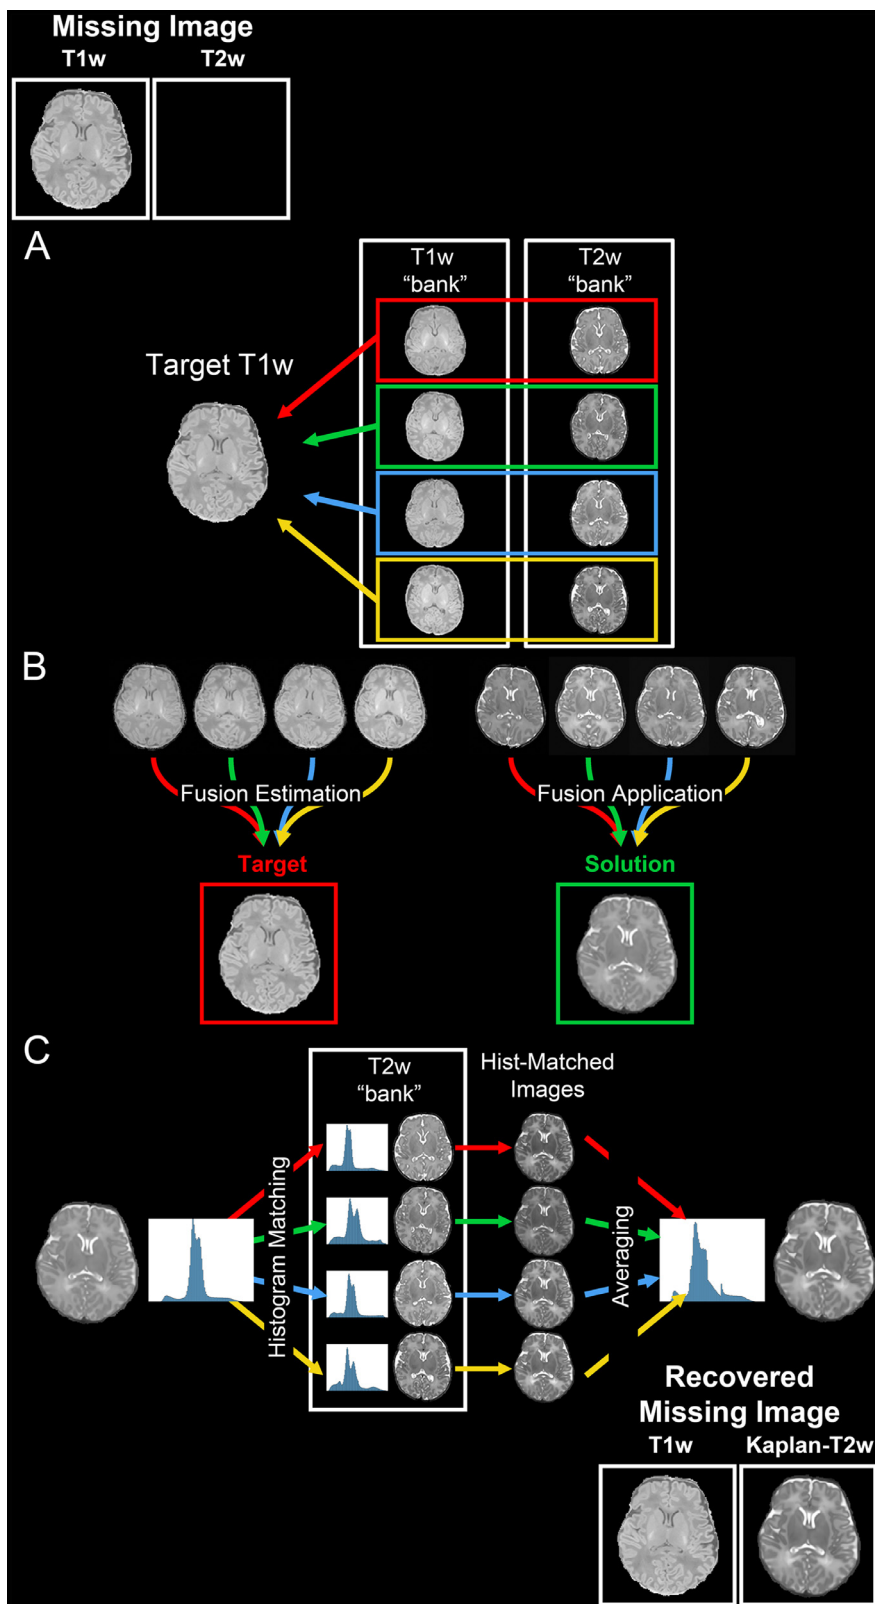 Missing Image
T1w T2w
A
T1w
“bank”
T2w
“bank”
Target T1w
B
Fusion Estimation
Fusion Application
Target
Solution
C
T2w
“bank”
Hist-Matched
Images
Histogram Matching
Averaging
Recovered
Missing Image
T1w Kaplan-T2w